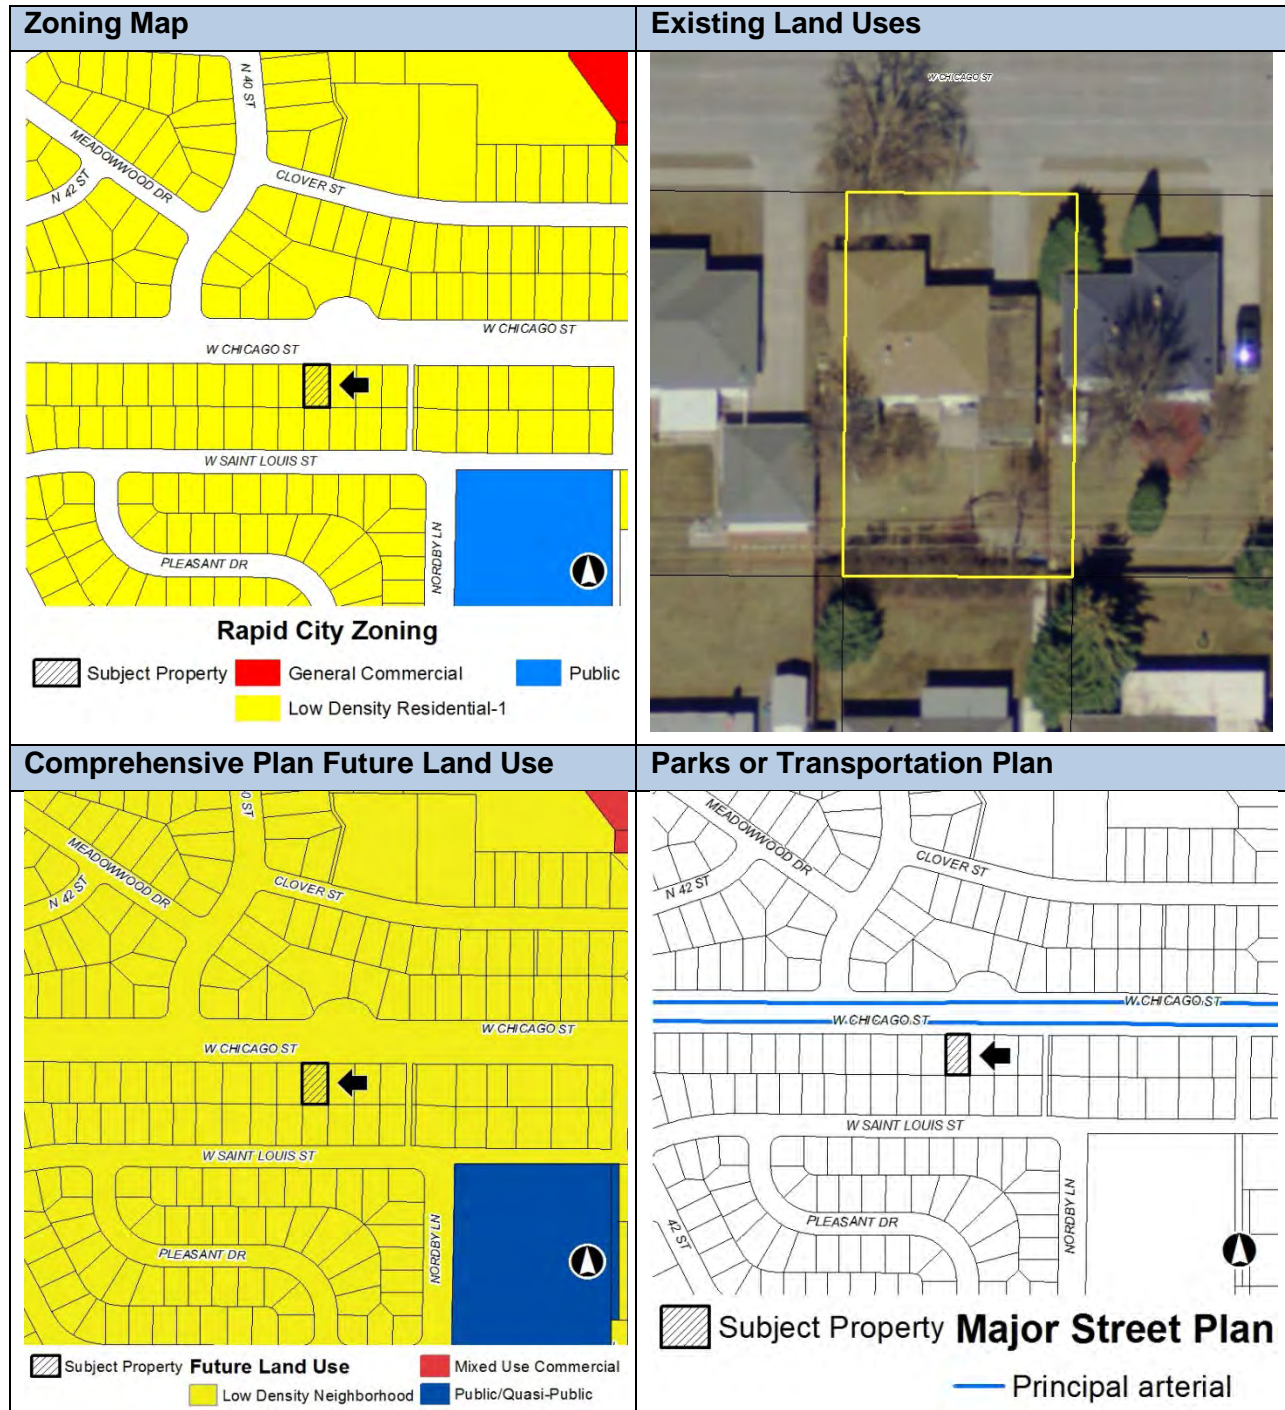 Zoning Map
Existing Land Uses
N 40 ST
MEADOWWOOD DR
N 42 ST
CLOVER ST
W CHICAGO ST
W CHICAGO ST
W SAINT LOUIS ST
NORDBY LN
PLEASANT DR
Rapid City Zoning
Subject Property
General Commercial
Public
Low Density Residential-1
W CHICAGO ST
Comprehensive Plan Future Land Use
Parks or Transportation Plan
0 ST
MEADOWWOOD DR
N 42 ST
CLOVER ST
W CHICAGO ST
W CHICAGO ST
W SAINT LOUIS ST
NORDBY LN
PLEASANT DR
Subject Property
Future Land Use
Mixed Use Commercial
Low Density Neighborhood
Public/Quasi-Public
MEADOWWOOD DR
N 42 ST
CLOVER ST
W CHICAGO ST
W CHICAGO ST
W SAINT LOUIS ST
PLEASANT DR
NORDBY LN
42 ST
Subject Property
Major Street Plan
Principal arterial